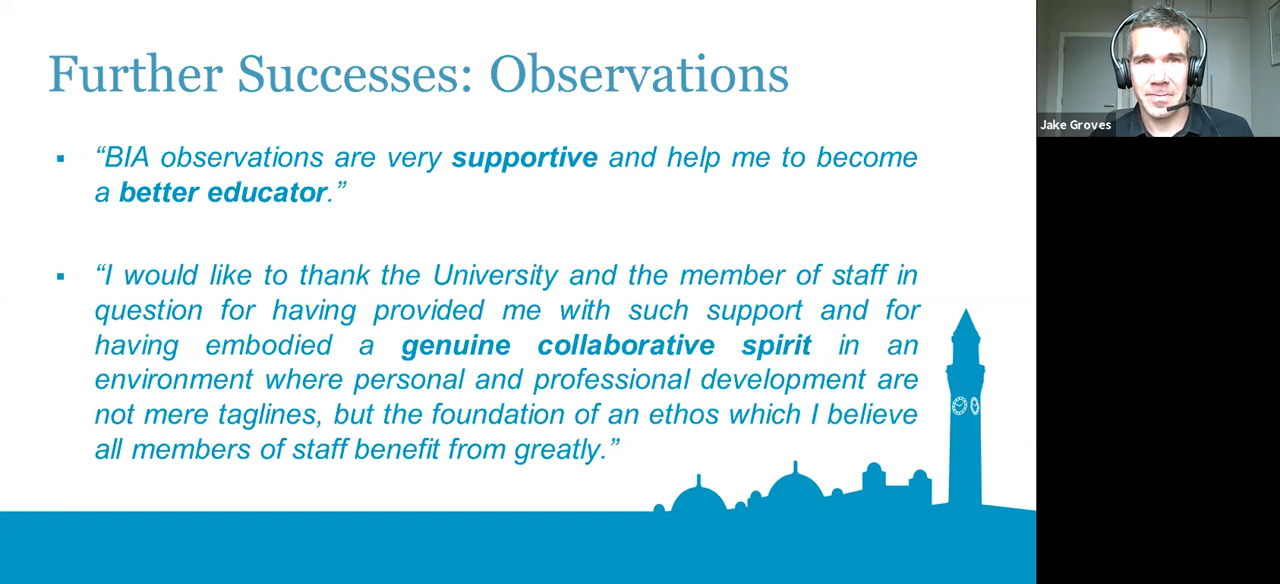 Further Successes: Observations
“BIA observations are very supportive and help me to become
a better educator.”
“I would like to thank the University and the member of staff in
question for having provided me with such support and for
having embodied a genuine collaborative spirit in an
environment where personal and professional development are
not mere taglines, but the foundation of an ethos which I believe
all members of staff benefit from greatly.”
Jake Groves